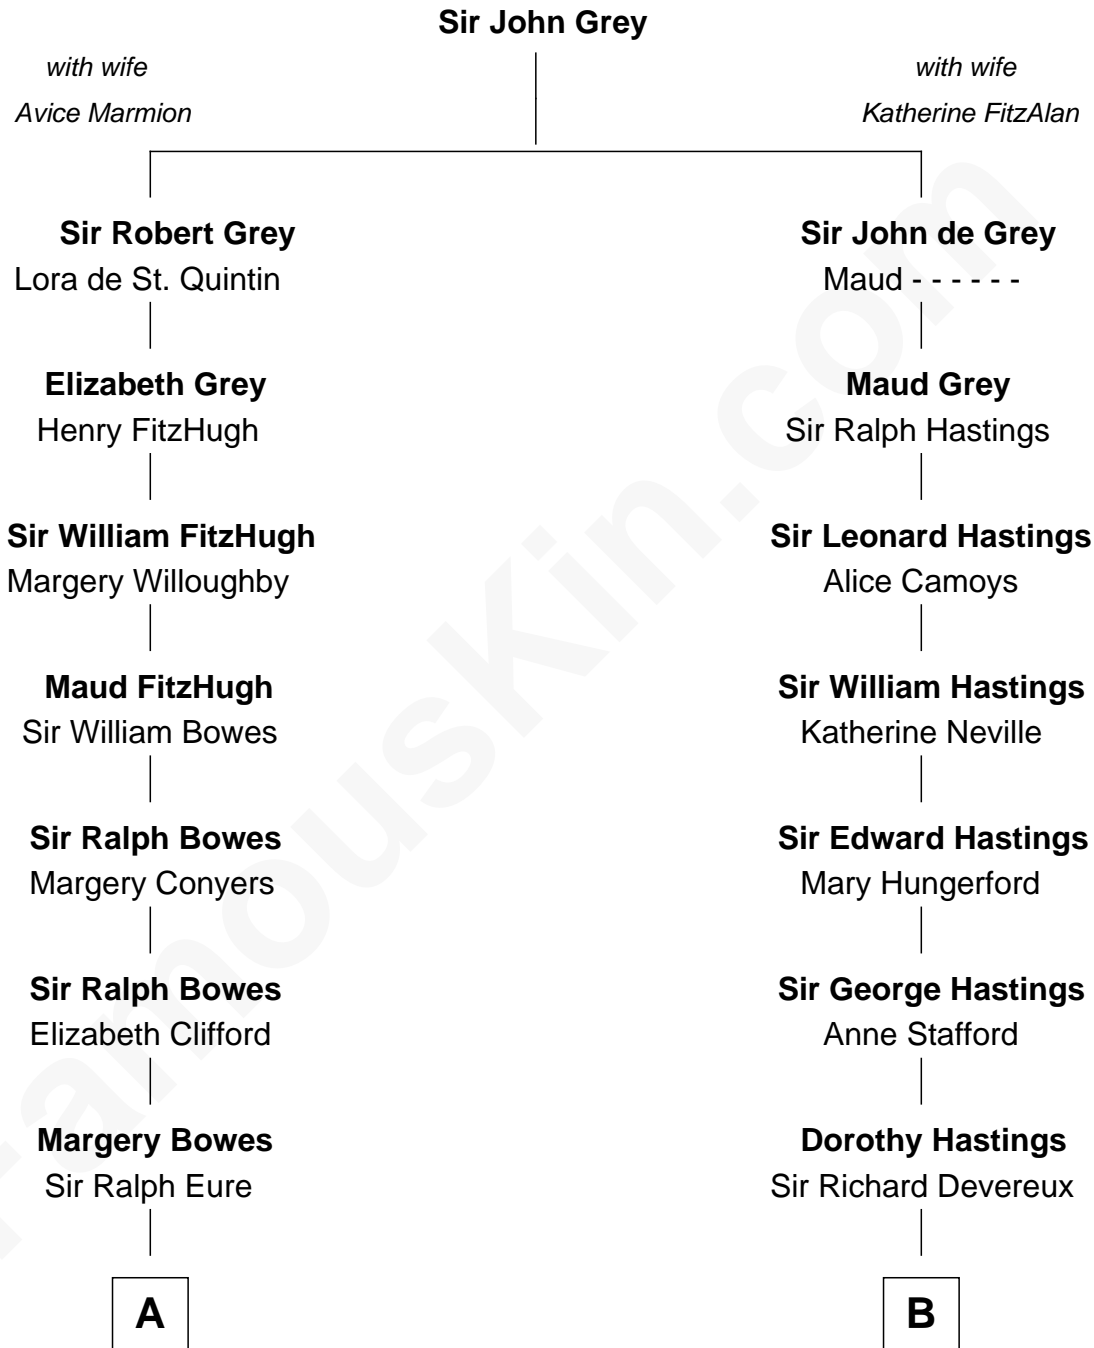 Sir John Grey
with wife
Avice Marmion
with wife
Katherine FitzAlan
Sir Robert Grey
Lora de St. Quintin
Elizabeth Grey
Henry FitzHugh
Sir William FitzHugh
Margery Willoughby
Maud FitzHugh
Sir William Bowes
Sir Ralph Bowes
Margery Conyers
Sir Ralph Bowes
Elizabeth Clifford
Margery Bowes
Sir Ralph Eure
A
Sir John de Grey
Maud - - - - - -
Maud Grey
Sir Ralph Hastings
Sir Leonard Hastings
Alice Camoys
Sir William Hastings
Katherine Neville
Sir Edward Hastings
Mary Hungerford
Sir George Hastings
Anne Stafford
Dorothy Hastings
Sir Richard Devereux
B
FamousKin.com